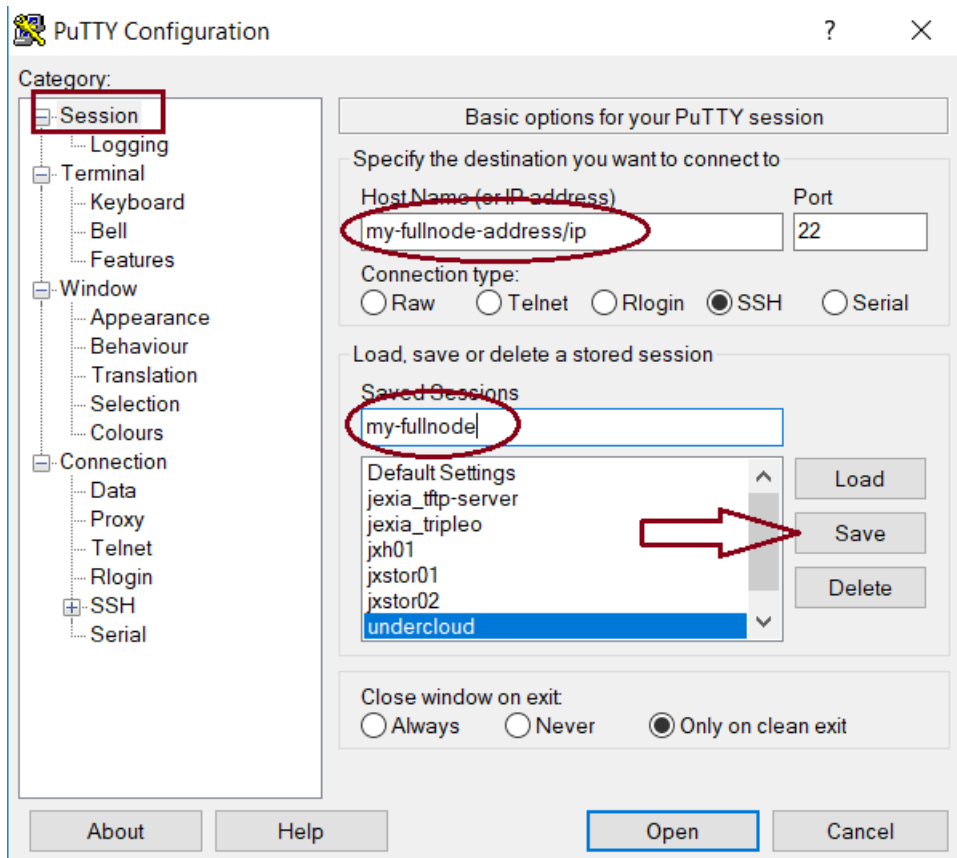 PuTTY Configuration
?
Category:
Session
Logging
Terminal
Keyboard
Bell
Features
Window
Appearance
Behaviour
Translation
Selection
Colours
Connection
Data
Proxy
Telnet
Rlogin
SSH
Serial
Basic options for your PuTTY session
Specify the destination you want to connect to
Host Name (or IP address) Port
my-fullnode-address/ip 22
Connection type:
Raw Telnet Rlogin SSH Serial
Load, save or delete a stored session
Saved Sessions
my-fullnode
Default Settings
jexia_tftp-server
jexia_tripleo
jxh01
jxstor01
jxstor02
undercloud
Load
Save
Delete
Close window on exit:
Always Never Only on clean exit
About Help Open Cancel